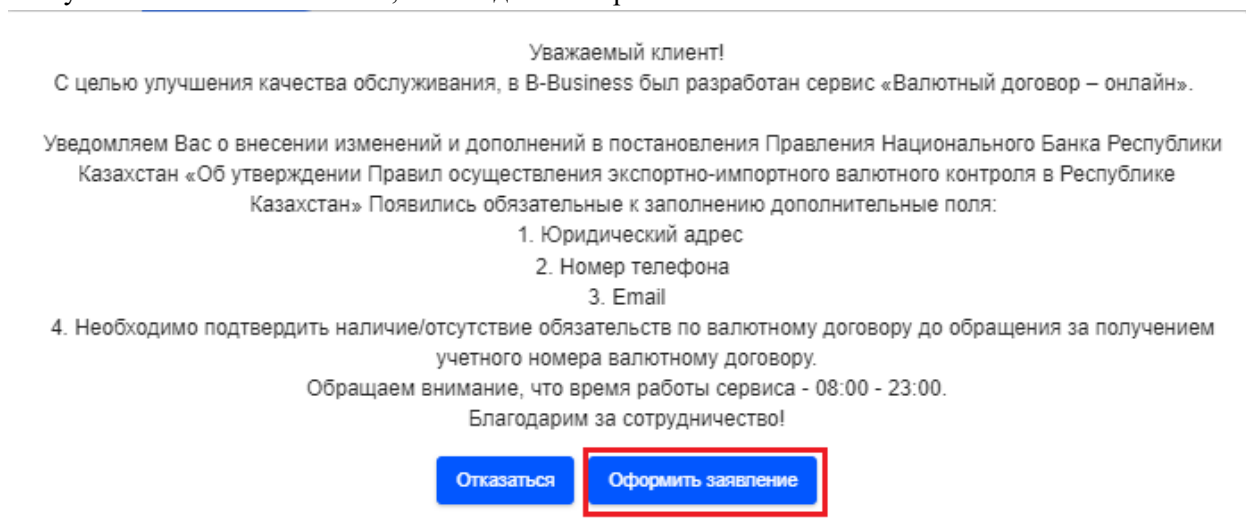 Уважаемый клиент!
С целью улучшения качества обслуживания, в B-Business был разработан сервис «Валютный договор – онлайн».
Уведомляем Вас о внесении изменений и дополнений в постановления Правления Национального Банка Республики
Казахстан «Об утверждении Правил осуществления экспортно-импортного валютного контроля в Республике
Казахстан» Появились обязательные к заполнению дополнительные поля:
1. Юридический адрес
2. Номер телефона
3. Email
4. Необходимо подтвердить наличие/отсутствие обязательств по валютному договору до обращения за получением
учетного номера валютному договору.
Обращаем внимание, что время работы сервиса - 08:00 - 23:00.
Благодарим за сотрудничество!
Отказаться Оформить заявление